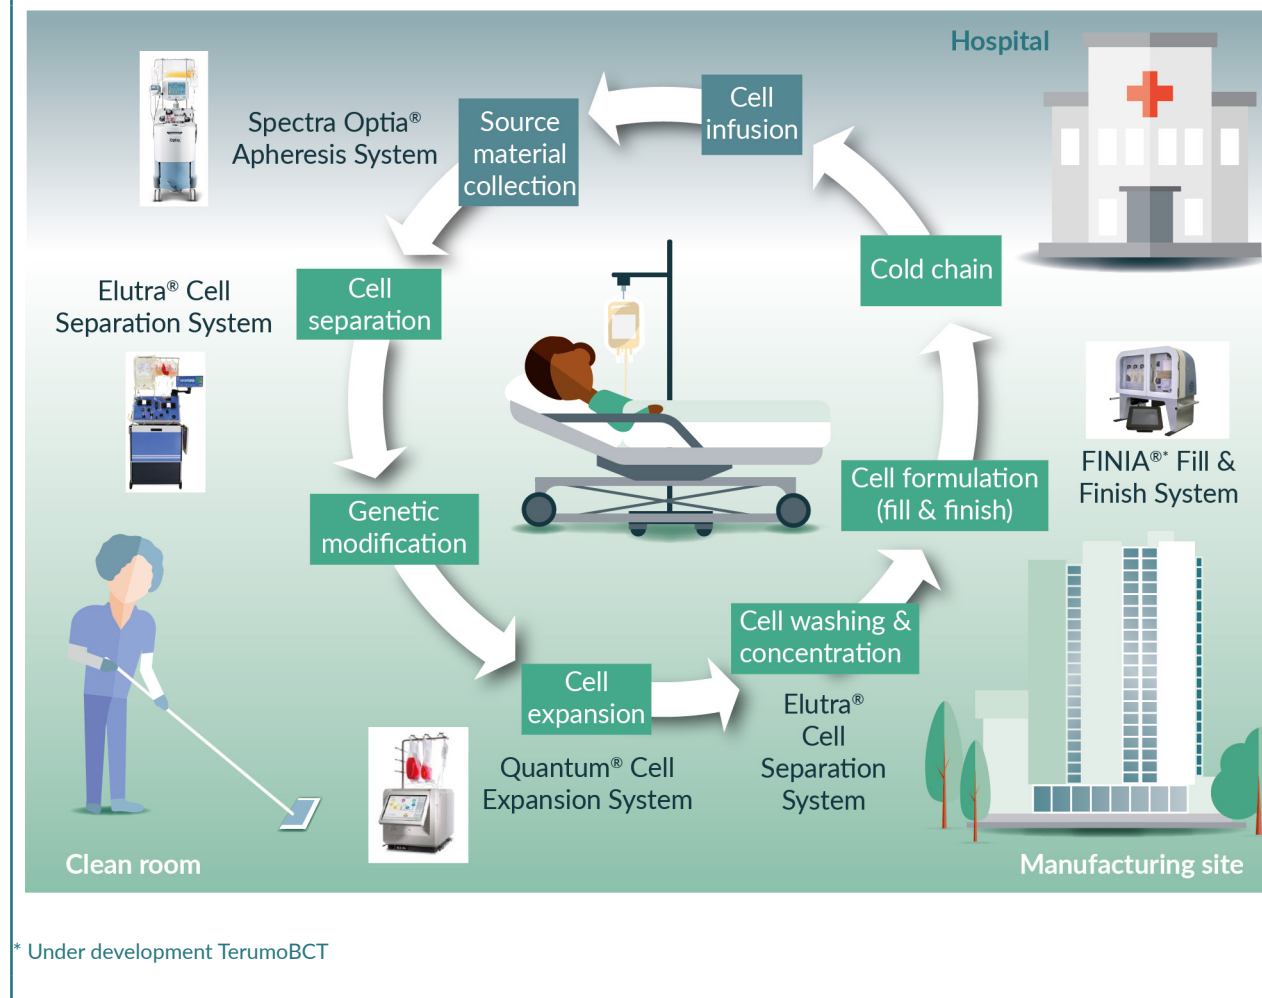 Hospital
Cell
infusion
Source
material
collection
Spectra Optia®
Apheresis System
Cold chain
Cell
separation
Elutra® Cell
Separation System
FINIA®* Fill &
Finish System
Cell formulation
(fill & finish)
Genetic
modification
Cell washing &
concentration
Cell
expansion
Elutra®
Cell
Separation
System
Quantum® Cell
Expansion System
Clean room
Manufacturing site
* Under development TerumoBCT